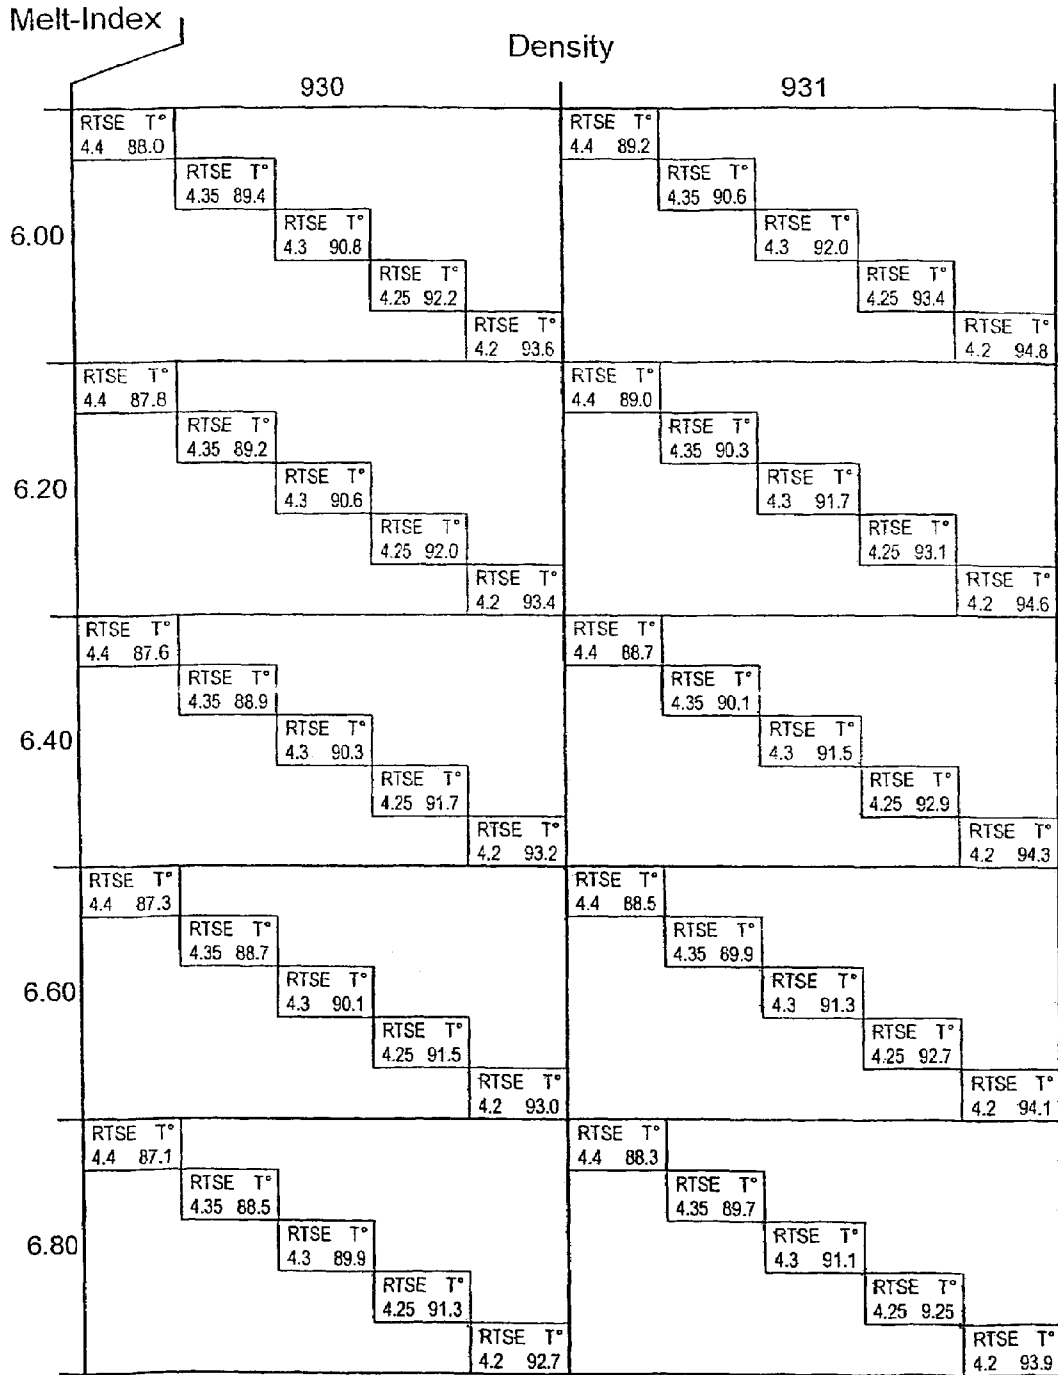 Melt-Index
Density
930 931
6.00
RTSE T° RTSE T°
4.4 88.0 4.4 89.2
RTSE T° RTSE T°
4.35 89.4 4.35 90.6
RTSE T° RTSE T°
4.3 90.8 4.3 92.0
RTSE T° RTSE T°
4.25 92.2 4.25 93.4
RTSE T° RTSE T°
4.2 93.6 4.2 94.8
6.20
RTSE T° RTSE T°
4.4 87.8 4.4 89.0
RTSE T° RTSE T°
4.35 89.2 4.35 90.3
RTSE T° RTSE T°
4.3 90.6 4.3 91.7
RTSE T° RTSE T°
4.25 92.0 4.25 93.1
RTSE T° RTSE T°
4.2 93.4 4.2 94.6
6.40
RTSE T° RTSE T°
4.4 87.6 4.4 88.7
RTSE T° RTSE T°
4.35 88.9 4.35 90.1
RTSE T° RTSE T°
4.3 90.3 4.3 91.5
RTSE T° RTSE T°
4.25 91.7 4.25 92.9
RTSE T° RTSE T°
4.2 93.2 4.2 94.3
6.60
RTSE T° RTSE T°
4.4 87.3 4.4 88.5
RTSE T° RTSE T°
4.35 88.7 4.35 89.9
RTSE T° RTSE T°
4.3 90.1 4.3 91.3
RTSE T° RTSE T°
4.25 91.5 4.25 92.7
RTSE T° RTSE T°
4.2 93.0 4.2 94.1
6.80
RTSE T° RTSE T°
4.4 87.1 4.4 88.3
RTSE T° RTSE T°
4.35 88.5 4.35 89.7
RTSE T° RTSE T°
4.3 89.9 4.3 91.1
RTSE T° RTSE T°
4.25 91.3 4.25 9.25
RTSE T° RTSE T°
4.2 92.7 4.2 93.9